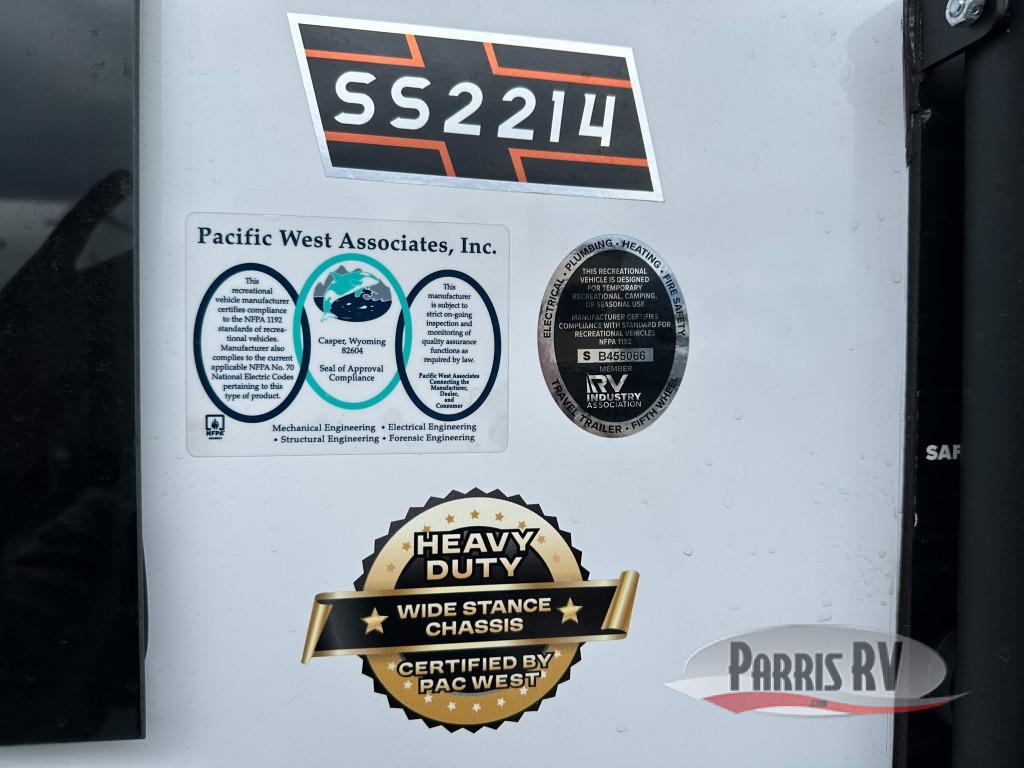 SS2214
Pacific West Associates, Inc.
This
recreational
vehicle manufacturer
certifies compliance
to the NFPA 1192
standards of recrea-
tional vehicles.
Manufacturer also
complies to the current
applicable NFPA No. 70
National Electric Codes
pertaining to this
type of product.
Casper, Wyoming
82604
Seal of Approval
Compliance
This
manufacturer
is subject to
strict on-going
inspection and
monitoring of
quality assurance
functions as
required by law.
Pacific West Associates
Connecting the
Manufacturer,
Dealer,
and
Consumer
NFPA
MEMBER
Mechanical Engineering • Electrical Engineering
• Structural Engineering • Forensic Engineering
ELECTRICAL • PLUMBING • HEATING • FIRE SAFETY
THIS RECREATIONAL
VEHICLE IS DESIGNED
FOR TEMPORARY
RECREATIONAL, CAMPING,
OR SEASONAL USE
MANUFACTURER CERTIFIES
COMPLIANCE WITH STANDARD FOR
RECREATIONAL VEHICLES
NFPA 1192
S B455066
MEMBER
RV
INDUSTRY
ASSOCIATION
TRAVEL TRAILER • FIFTH WHEEL
SAF
HEAVY
DUTY
WIDE STANCE
CHASSIS
CERTIFIED BY
PAC WEST
PARRIS RV
.com